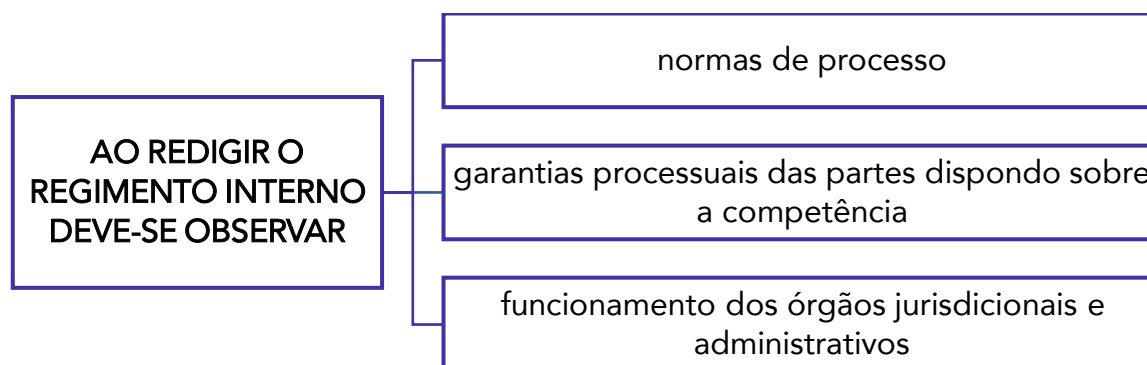 AO REDIGIR O
REGIMENTO INTERNO
DEVE-SE OBSERVAR
normas de processo
garantias processuais das partes dispondo sobre
a competência
funcionamento dos órgãos jurisdicionais e
administrativos